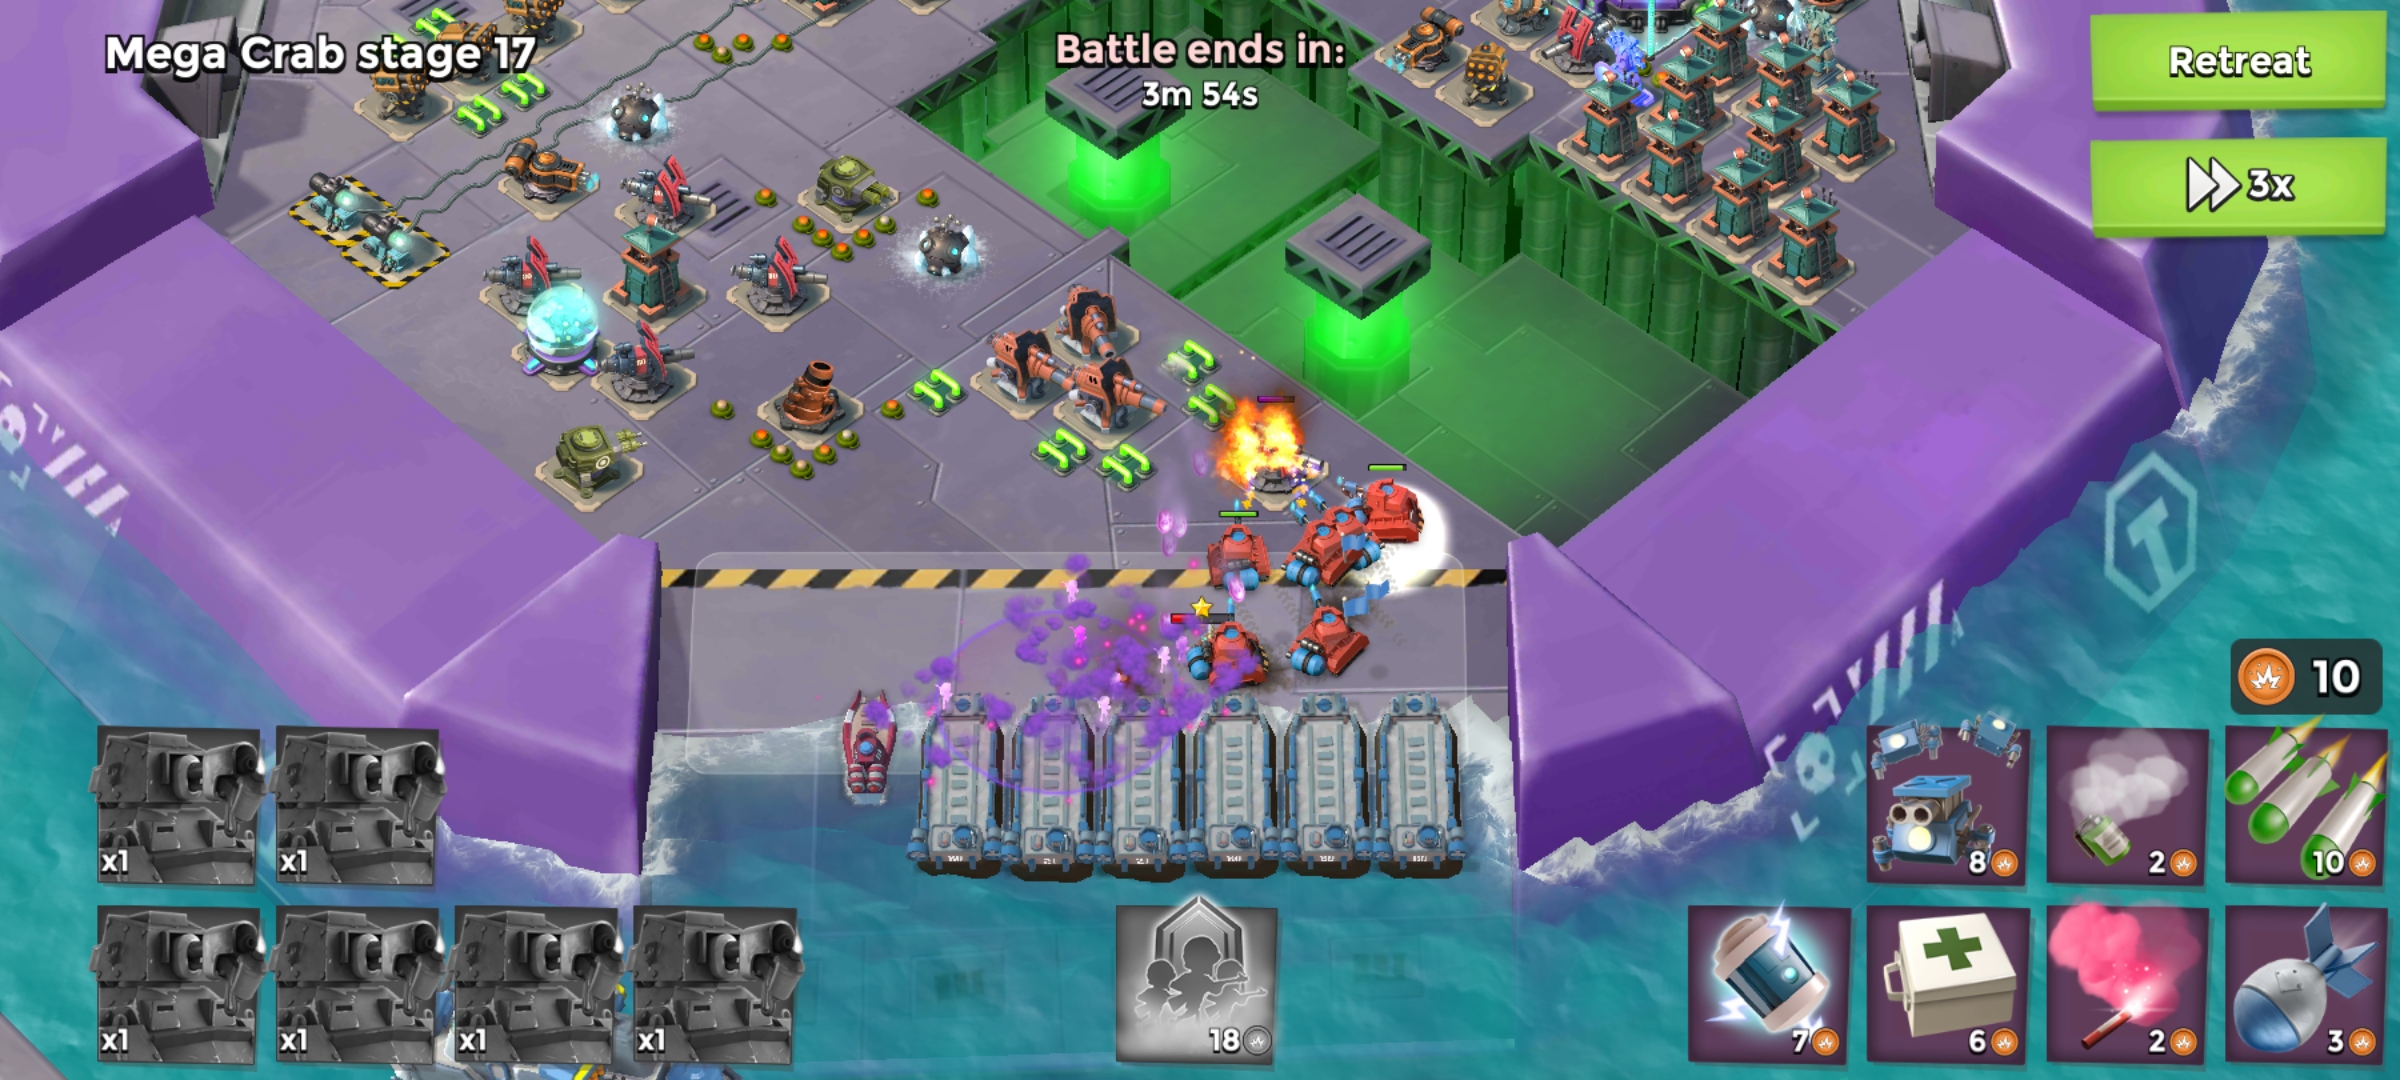 Mega Crab stage 17
Battle ends in:
3m 54s
Retreat
3x
10
8
2
10
x1
x1
x1
x1
x1
x1
18
7
6
2
3